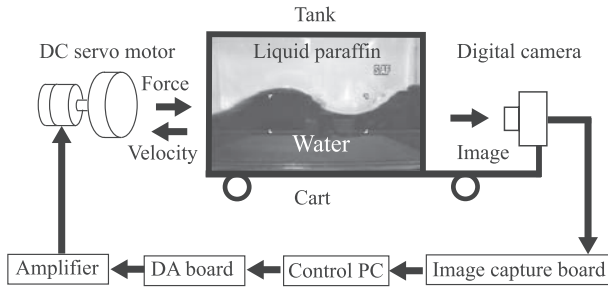 Tank
DC servo motor
Liquid paraffin
Digital camera
Force
Velocity
Water
Image
Cart
Amplifier
DA board
Control PC
Image capture board